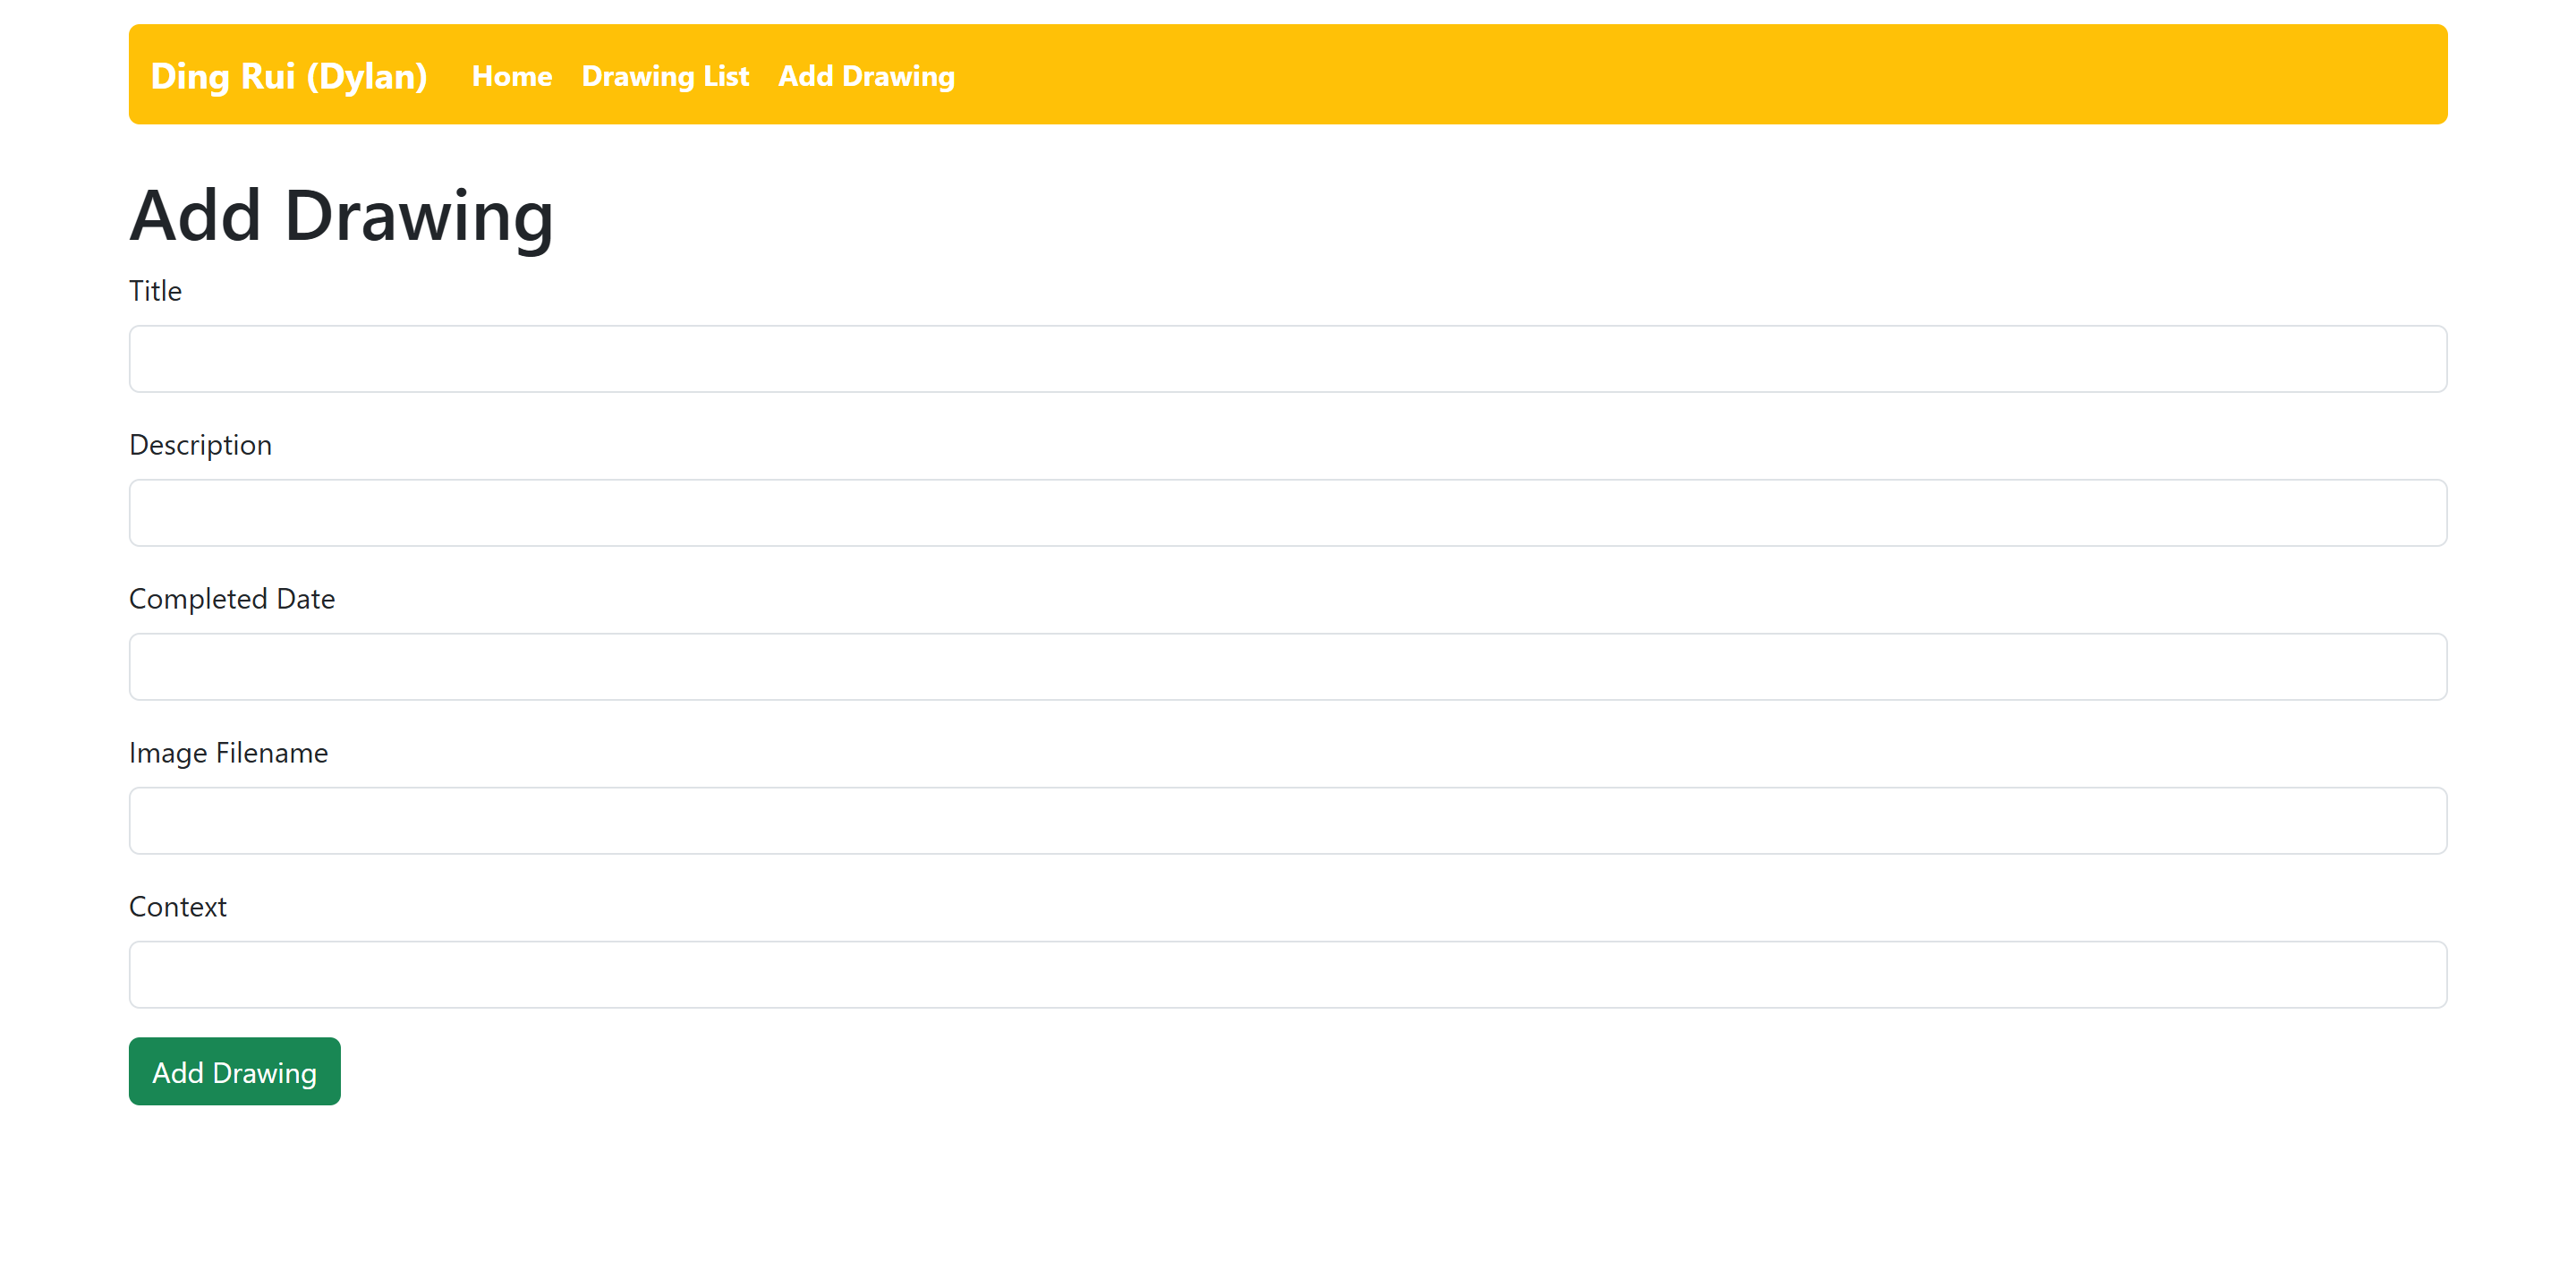 Ding Rui (Dylan) Home Drawing List Add Drawing
Add Drawing
Title
Description
Completed Date
Image Filename
Context
Add Drawing